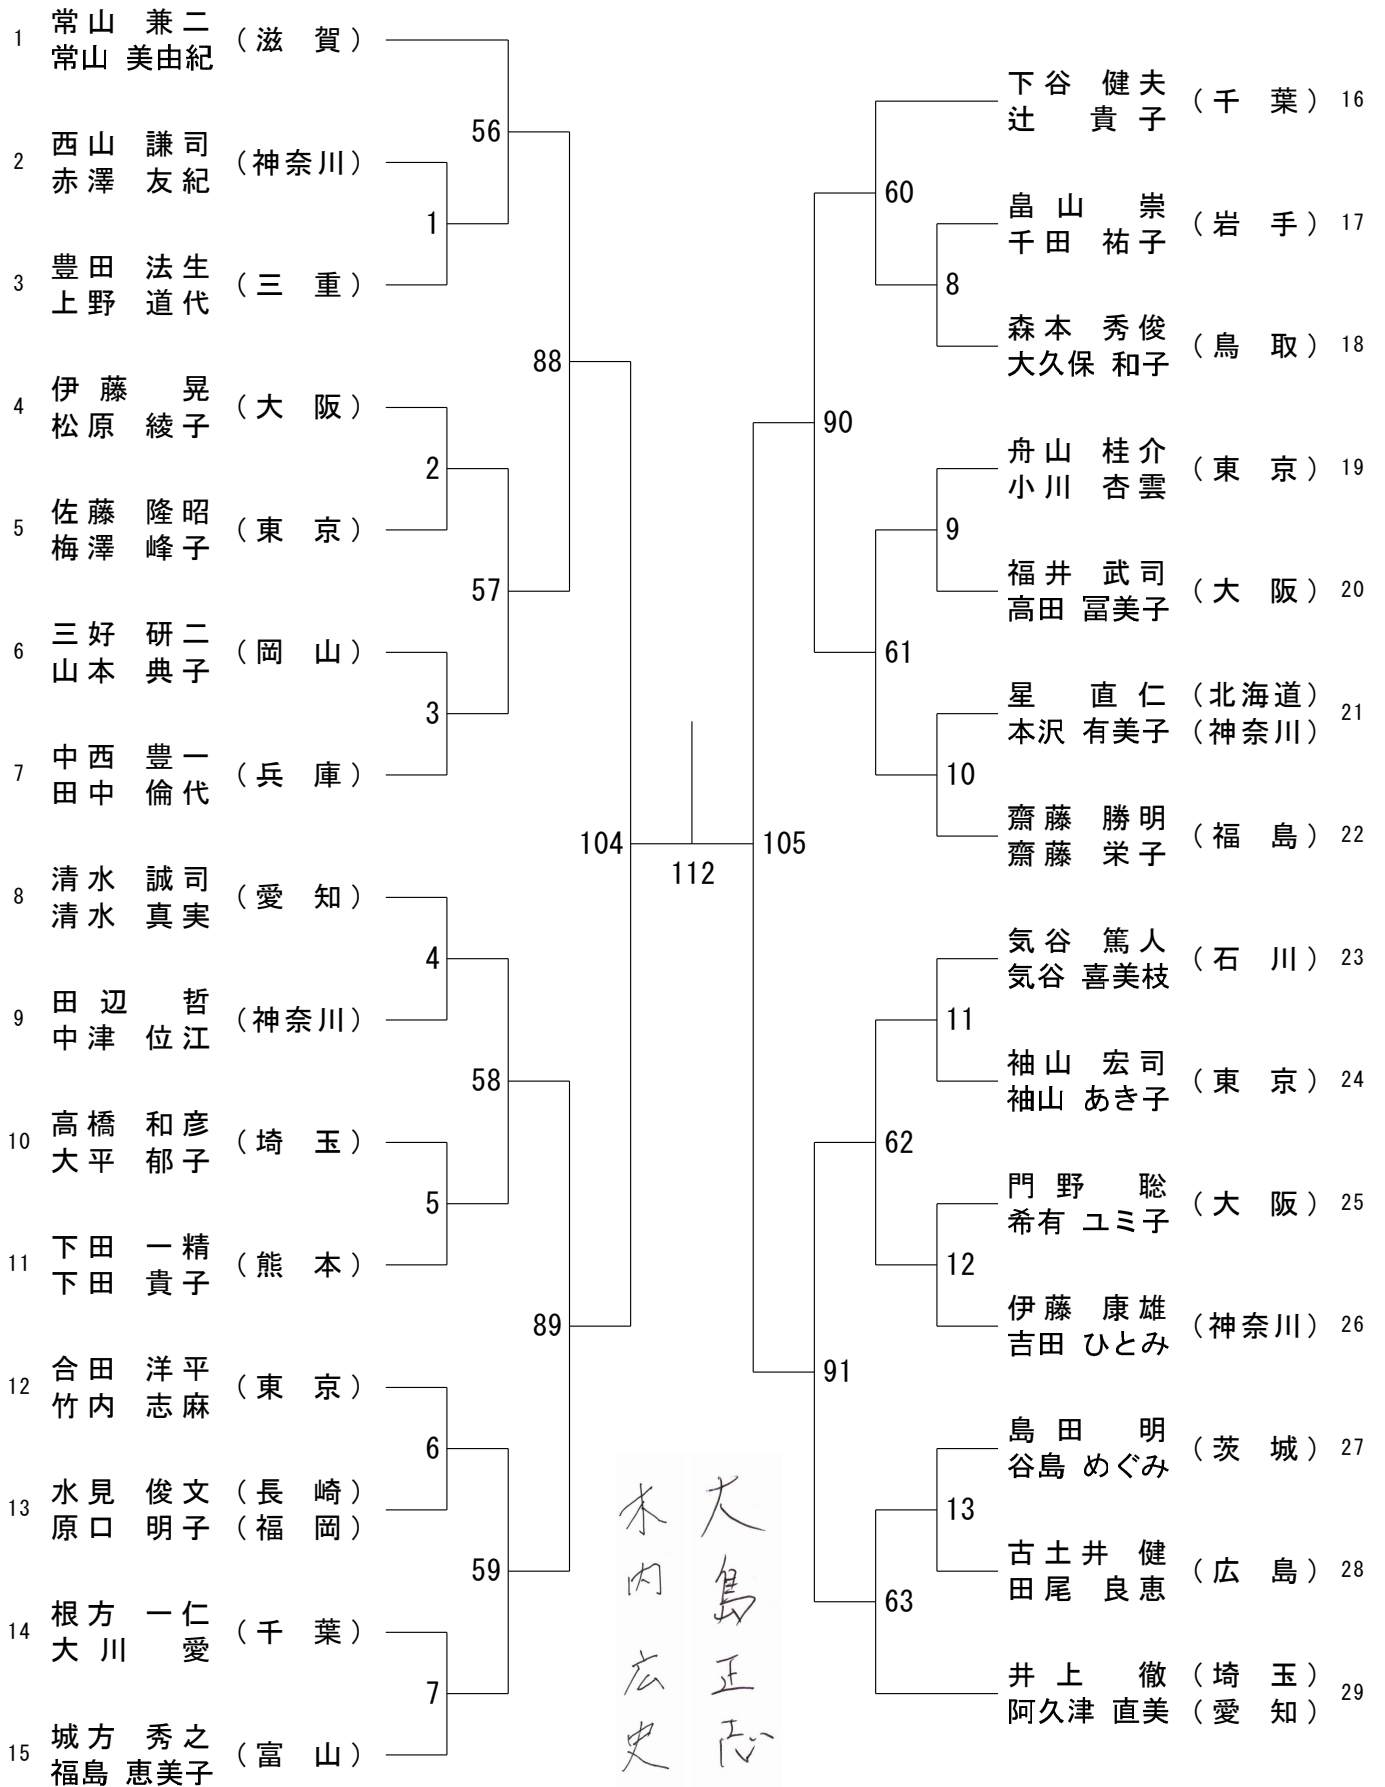 1 常山 兼二 (滋 賀)
常山 美由紀
56
2 西山 謙司 (神奈川)
赤澤 友紀
1
3 豊田 法生 (三 重)
上野 道代
88
4 伊藤 晃 (大 阪)
松原 綾子
2
5 佐藤 隆昭 (東 京)
梅澤 峰子
57
6 三好 研二 (岡 山)
山本 典子
3
7 中西 豊一 (兵 庫)
田中 倫代
104
8 清水 誠司 (愛 知)
清水 真実
4
9 田辺 哲 (神奈川)
中津 位江
58
10 高橋 和彦 (埼 玉)
大平 郁子
5
11 下田 一精 (熊 本)
下田 貴子
89
12 合田 洋平 (東 京)
竹内 志麻
6
13 水見 俊文 (長 崎)
原口 明子 (福 岡)
59
14 根方 一仁 (千 葉)
大川 愛
7
15 城方 秀之 (富 山)
福島 恵美子
112
下谷 健夫 (千 葉) 16
辻 貴子
60
畠山 崇 (岩 手) 17
千田 祐子
8
森本 秀俊 (鳥 取) 18
大久保 和子
90
舟山 桂介 (東 京) 19
小川 杏雲
9
福井 武司 (大 阪) 20
高田 冨美子
61
星 直仁 (北海道) 21
本沢 有美子 (神奈川)
10
齋藤 勝明 (福 島) 22
齋藤 栄子
105
気谷 篤人 (石 川) 23
気谷 喜美枝
11
袖山 宏司 (東 京) 24
袖山 あき子
62
門野 聡 (大 阪) 25
希有 ユミ子
12
伊藤 康雄 (神奈川) 26
吉田 ひとみ
91
島田 明 (茨 城) 27
谷島 めぐみ
13
古土井 健 (広 島) 28
田尾 良恵
63
井上 徹 (埼 玉) 29
阿久津 直美 (愛 知)
大島正志
木内広史